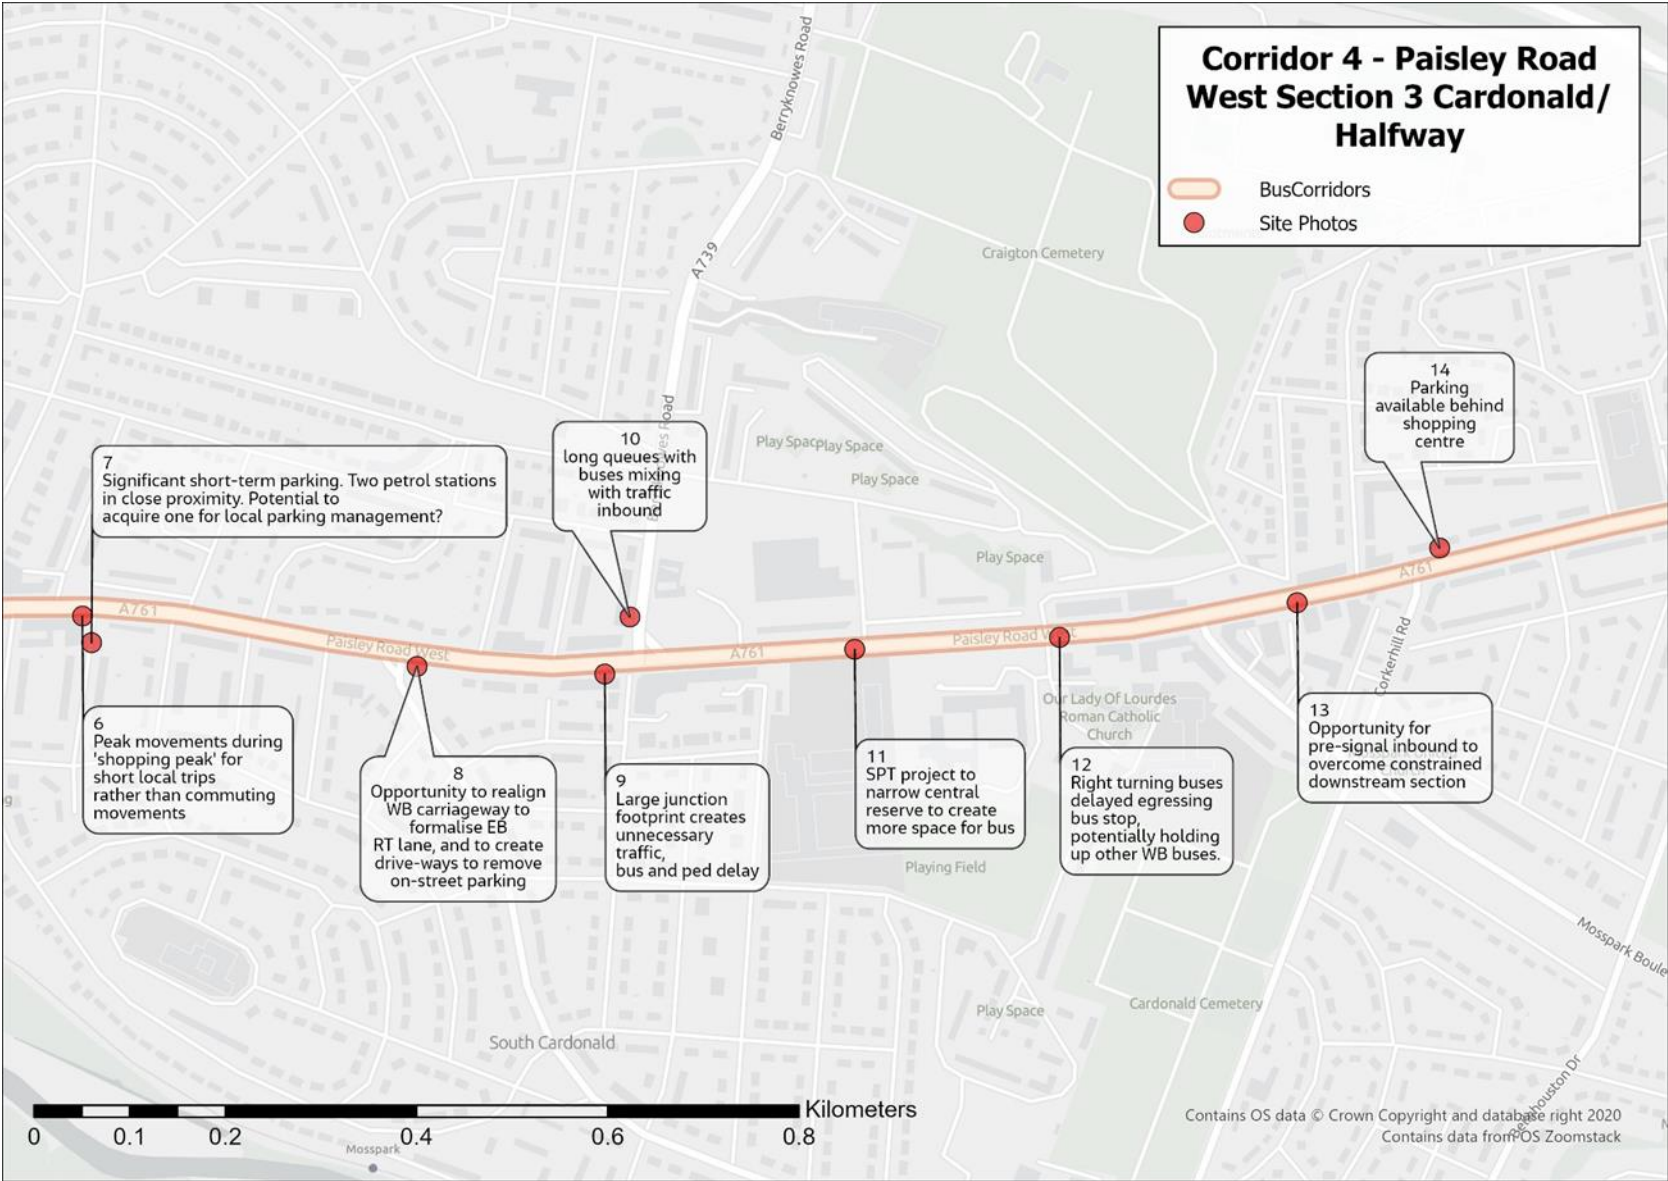 Corridor 4 - Paisley Road
West Section 3 Cardonald/
Halfway
BusCorridors
Site Photos
Berryknowes Road
A739
Craigton Cemetery
14
Parking
available behind
shopping
centre
10
long queues with
buses mixing
with traffic
inbound
7
Significant short-term parking. Two petrol stations
in close proximity. Potential to
acquire one for local parking management?
Play Space
Play Space
Play Space
Play Space
A761
Paisley Road West
A761
Paisley Road West
A761
Corkerhill Rd
Our Lady Of Lourdes
Roman Catholic
Church
6
Peak movements during
'shopping peak' for
short local trips
rather than commuting
movements
8
Opportunity to realign
WB carriageway to
formalise EB
RT lane, and to create
drive-ways to remove
on-street parking
9
Large junction
footprint creates
unnecessary
traffic,
bus and ped delay
11
SPT project to
narrow central
reserve to create
more space for bus
12
Right turning buses
delayed egressing
bus stop,
potentially holding
up other WB buses.
13
Opportunity for
pre-signal inbound to
overcome constrained
downstream section
Playing Field
Mosspark Boule
Play Space
Cardonald Cemetery
South Cardonald
Mosspark
Kilometers
0 0.1 0.2 0.4 0.6 0.8
Contains OS data © Crown Copyright and database right 2020
Contains data from OS Zoomstack